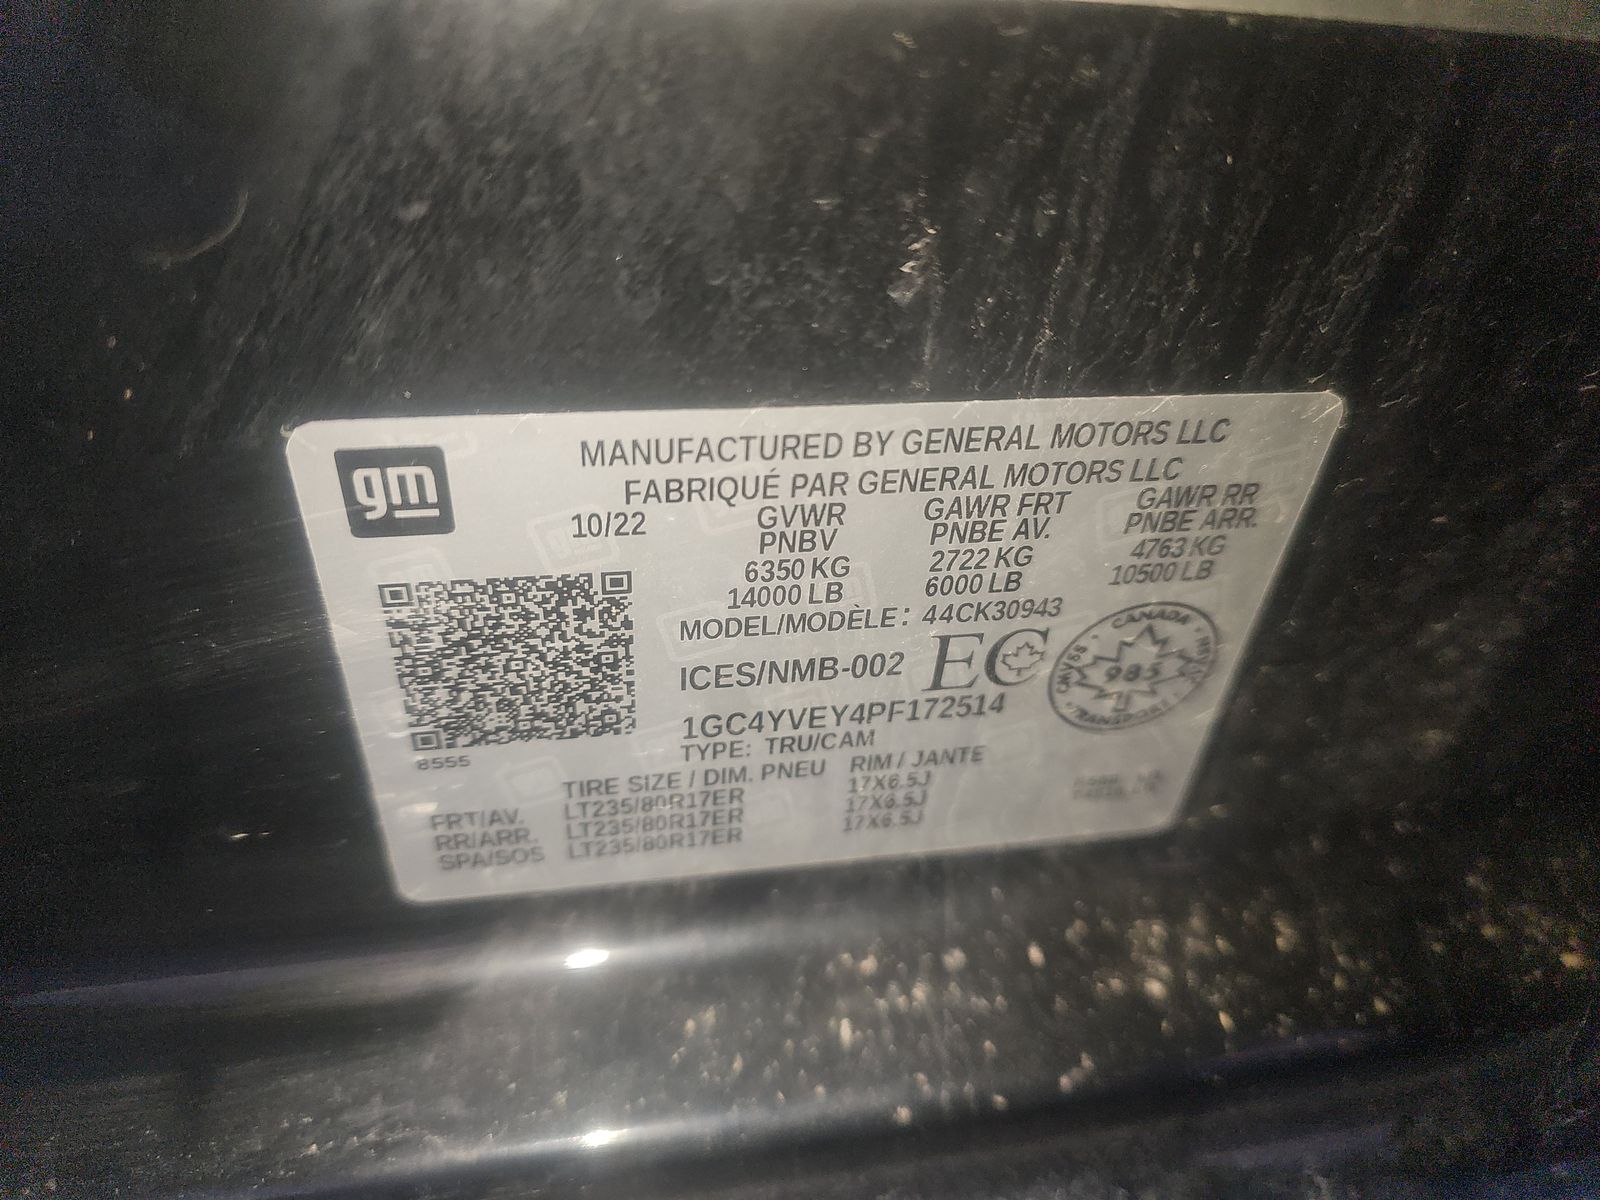 gm
MANUFACTURED BY GENERAL MOTORS LLC
FABRIQUÉ PAR GENERAL MOTORS LLC
10/22 GVWR GAWR FRT GAWR RR
PNBV PNBE AV. PNBE ARR.
6350 KG 2722 KG 4763 KG
14000 LB 6000 LB 10500 LB
MODEL/MODÈLE: 44CK30943
ICES/NMB-002 EC
CANADA
CMVSS 985 NSVAC
TRANSPORT
1GC4YVEY4PF172514
8555 TYPE: TRU/CAM
TIRE SIZE / DIM. PNEU RIM / JANTE
FRT/AV. LT235/80R17ER 17X6.5J
RR/ARR. LT235/80R17ER 17X6.5J
SPA/SOS LT235/80R17ER 17X6.5J